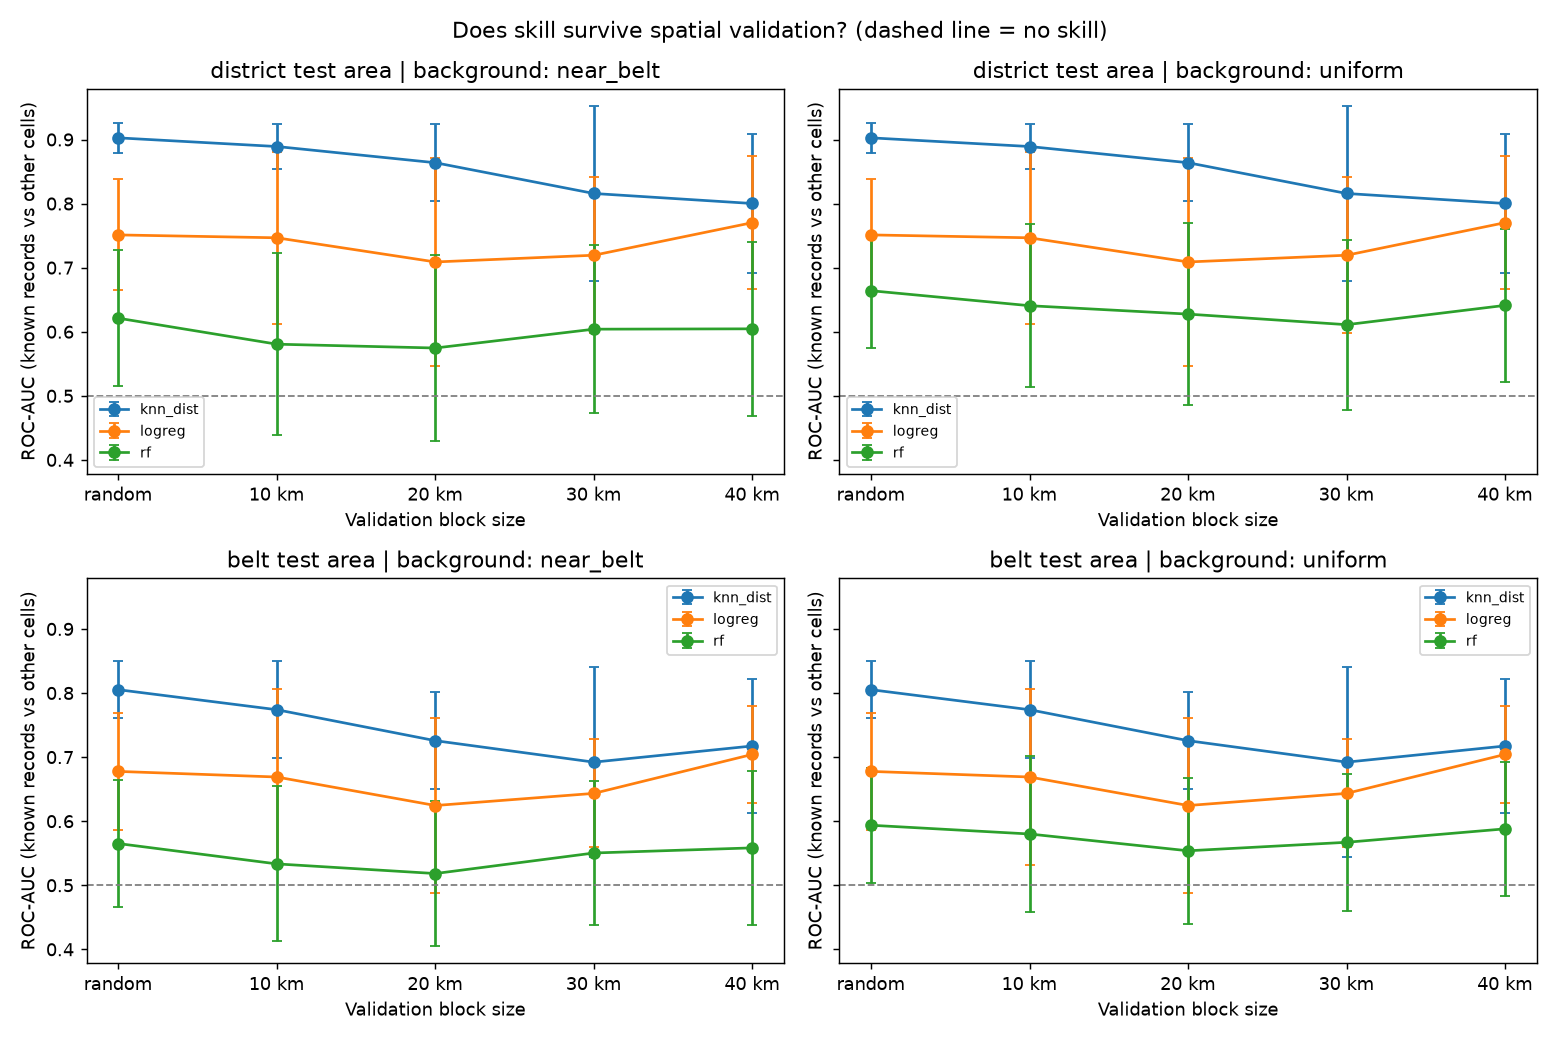 Does skill survive spatial validation? (dashed line = no skill)
district test area | background: near_belt
ROC-AUC (known records vs other cells)
0.9
0.8
0.7
0.6
0.5
0.4
knn_dist
logreg
rf
random
10 km
20 km
30 km
40 km
Validation block size
district test area | background: uniform
ROC-AUC (known records vs other cells)
knn_dist
logreg
rf
random
10 km
20 km
30 km
40 km
Validation block size
belt test area | background: near_belt
ROC-AUC (known records vs other cells)
0.9
0.8
0.7
0.6
0.5
0.4
knn_dist
logreg
rf
random
10 km
20 km
30 km
40 km
Validation block size
belt test area | background: uniform
ROC-AUC (known records vs other cells)
knn_dist
logreg
rf
random
10 km
20 km
30 km
40 km
Validation block size